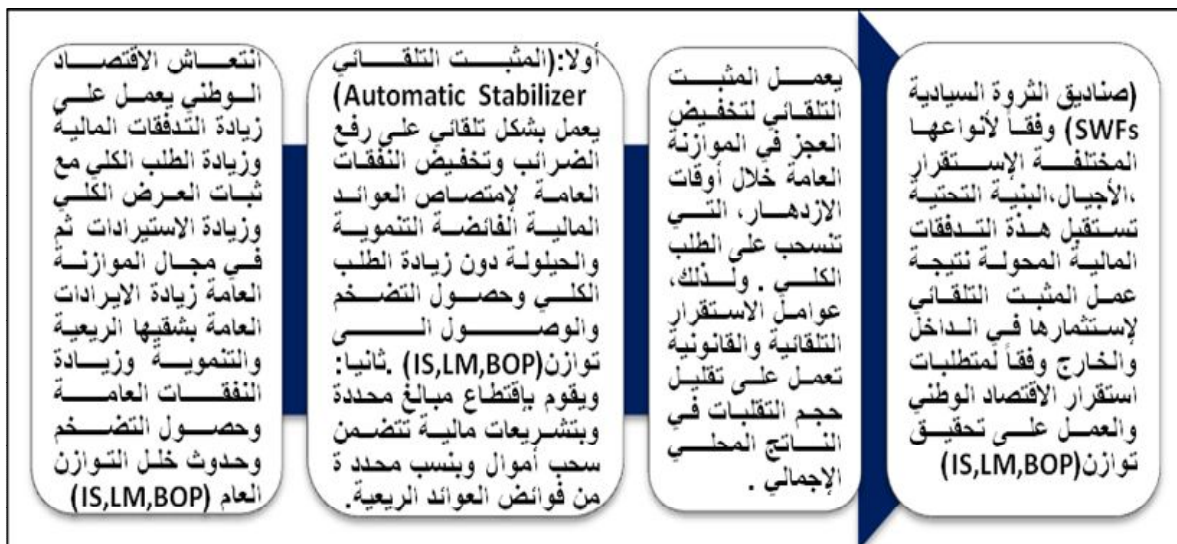 انتعاش الاقتصاد
الوطني يعمل على
زيادة التدفقات المالية
وزيادة الطلب الكلي مع
ثبات العرض الكلي
وزيادة الاستيرادات ثم
في مجال الموازنة
العامة زيادة الايرادات
العامة بشقيها الريعية
والتنموية وزيادة
النفقات العامة
وحصول التضخم
وحدوث خلل التوازن
العام (IS,LM,BOP)
أولا:(المثبت التلقائي
Automatic Stabilizer)
يعمل بشكل تلقائي على رفع
الضرائب وتخفيض النفقات
العامة لإمتصاص العوائد
المالية الفائضة التنموية
والحيلولة دون زيادة الطلب
الكلي وحصول التضخم
والوصول الى
توازن(IS,LM,BOP) .ثانيا:
ويقوم بإقتطاع مبالغ محددة
وبتشريعات مالية تتضمن
سحب أموال وبنسب محددة
من فوائض العوائد الريعية.
يعمل المثبت
التلقائي لتخفيض
العجز في الموازنة
العامة خلال أوقات
الازدهار، التي
تنسحب على الطلب
الكلي . ولذلك،
عوامل الاستقرار
التلقائية والقانونية
تعمل على تقليل
حجم التقلبات في
الناتج المحلي
الإجمالي .
(صناديق الثروة السيادية
SWFs) وفقاً لأنواعها
المختلفة الإستقرار
،الأجيال،البنية التحتية
تستقبل هذة التدفقات
المالية المحولة نتيجة
عمل المثبت التلقائي
لإستثمارها في الداخل
والخارج وفقاً لمتطلبات
استقرار الاقتصاد الوطني
والعمل على تحقيق
توازن(IS,LM,BOP)